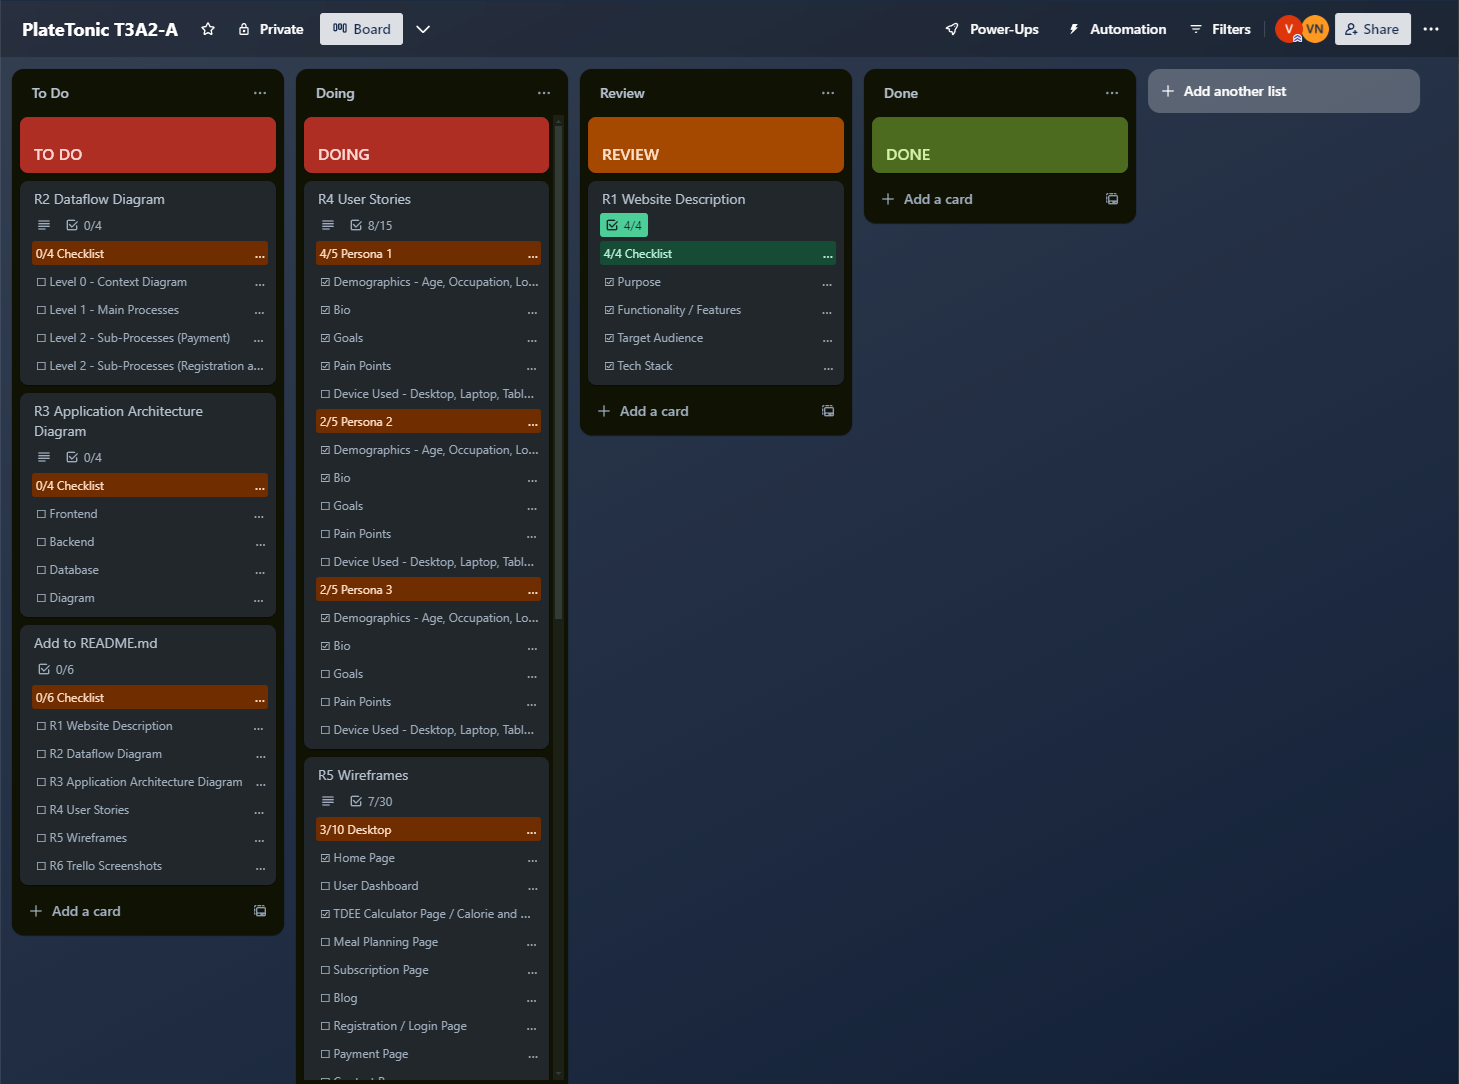 PlateTonic T3A2-A
Private
Board
Power-Ups
Automation
Filters
V
VN
Share
To Do
TO DO
R2 Dataflow Diagram
0/4
0/4 Checklist
Level 0 - Context Diagram
Level 1 - Main Processes
Level 2 - Sub-Processes (Payment)
Level 2 - Sub-Processes (Registration a...
R3 Application Architecture
Diagram
0/4
0/4 Checklist
Frontend
Backend
Database
Diagram
Add to README.md
0/6
0/6 Checklist
R1 Website Description
R2 Dataflow Diagram
R3 Application Architecture Diagram
R4 User Stories
R5 Wireframes
R6 Trello Screenshots
Add a card
Doing
DOING
R4 User Stories
8/15
4/5 Persona 1
Demographics - Age, Occupation, Lo...
Bio
Goals
Pain Points
Device Used - Desktop, Laptop, Tabl...
2/5 Persona 2
Demographics - Age, Occupation, Lo...
Bio
Goals
Pain Points
Device Used - Desktop, Laptop, Tabl...
2/5 Persona 3
Demographics - Age, Occupation, Lo...
Bio
Goals
Pain Points
Device Used - Desktop, Laptop, Tabl...
R5 Wireframes
7/30
3/10 Desktop
Home Page
User Dashboard
TDEE Calculator Page / Calorie and ...
Meal Planning Page
Subscription Page
Blog
Registration / Login Page
Payment Page
Review
REVIEW
R1 Website Description
4/4
4/4 Checklist
Purpose
Functionality / Features
Target Audience
Tech Stack
Add a card
Done
DONE
Add a card
Add another list